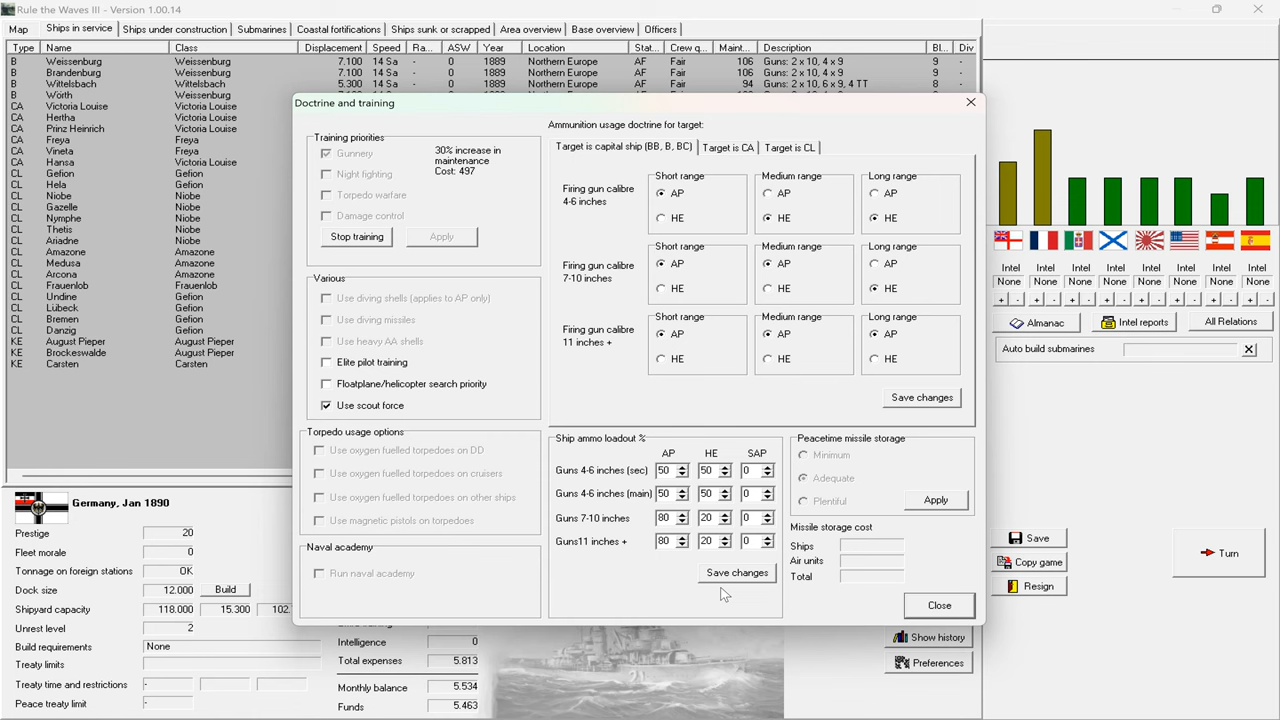 Rule the Waves III - Version 1.00.14
Map Ships in service Ships under construction Submarines Coastal fortifications Ships sunk or scrapped Area overview Base overview Officers
Type Name Class Displacement Speed Ra... ASW Year Location Stat... Crew q... Maint... Description Bl... Div
B Weissenburg Weissenburg 7.100 14 Sa - 0 1889 Northern Europe AF Fair 106 Guns: 2 x 10, 4 x 9 9 -
B Brandenburg Weissenburg 7.100 14 Sa - 0 1889 Northern Europe AF Fair 106 Guns: 2 x 10, 4 x 9 9 -
B Wittelsbach Wittelsbach 5.300 14 Sa - 0 1889 Northern Europe AF Fair 94 Guns: 2 x 10, 6 x 9, 4 TT 8 -
B Wörth Weissenburg
CA Victoria Louise Victoria Louise
CA Hertha Victoria Louise
CA Prinz Heinrich Victoria Louise
CA Freya Victoria Louise
CA Vineta Victoria Louise
CA Hansa Victoria Louise
CL Gefion Gefion
CL Hela Gefion
CL Niobe Niobe
CL Gazelle Niobe
CL Nymphe Niobe
CL Thetis Niobe
CL Ariadne Niobe
CL Amazone Amazone
CL Medusa Amazone
CL Arcona Amazone
CL Frauenlob Gefion
CL Undine Gefion
CL Lübeck Gefion
CL Bremen Gefion
CL Danzig Gefion
KE August Pieper August Pieper
KE Brockeswalde August Pieper
KE Carsten Carsten
Doctrine and training
Training priorities
Gunnery
Night fighting
Torpedo warfare
Damage control
30% increase in
maintenance
Cost: 497
Stop training Apply
Various
Use diving shells (applies to AP only)
Use diving missiles
Use heavy AA shells
Elite pilot training
Floatplane/helicopter search priority
Use scout force
Torpedo usage options
Use oxygen fuelled torpedoes on DD
Use oxygen fuelled torpedoes on cruisers
Use oxygen fuelled torpedoes on other ships
Use magnetic pistols on torpedoes
Naval academy
Run naval academy
Ammunition usage doctrine for target:
Target is capital ship (BB, B, BC) Target is CA Target is CL
Firing gun calibre
4-6 inches
Short range Medium range Long range
AP AP AP
HE HE HE
Firing gun calibre
7-10 inches
Short range Medium range Long range
AP AP AP
HE HE HE
Firing gun calibre
11 inches +
Short range Medium range Long range
AP AP AP
HE HE HE
Save changes
Ship ammo loadout %
AP HE SAP
Guns 4-6 inches (sec) 50 50 0
Guns 4-6 inches (main) 50 50 0
Guns 7-10 inches 80 20 0
Guns11 inches + 80 20 0
Save changes
Peacetime missile storage
Minimum
Adequate
Plentiful Apply
Missile storage cost
Ships
Air units
Total
Close
Intel Intel Intel Intel Intel Intel Intel Intel
None None None None None None None None
+ - + - + - + - + - + - + - + -
Almanac Intel reports All Relations
Auto build submarines X
Germany, Jan 1890
Prestige 20
Fleet morale 0
Tonnage on foreign stations OK
Dock size 12.000 Build
Shipyard capacity 118.000 15.300 102.
Unrest level 2
Build requirements None
Treaty limits
Treaty time and restrictions -
Peace treaty limit -
Intelligence 0
Total expenses 5.813
Monthly balance 5.534
Funds 5.463
Save
Copy game
Resign
Turn
Show history
Preferences